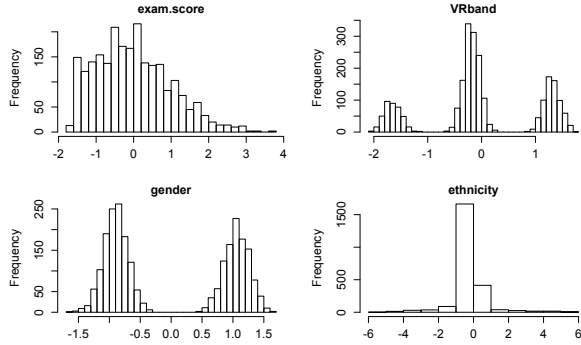 exam.score
Frequency
0 50 150
-2 -1 0 1 2 3 4
VRband
Frequency
0 100 200 300
-2 -1 0 1
gender
Frequency
0 50 150 250
-1.5 -0.5 0.0 0.5 1.0 1.5
ethnicity
Frequency
0 500 1500
-6 -4 -2 0 2 4 6